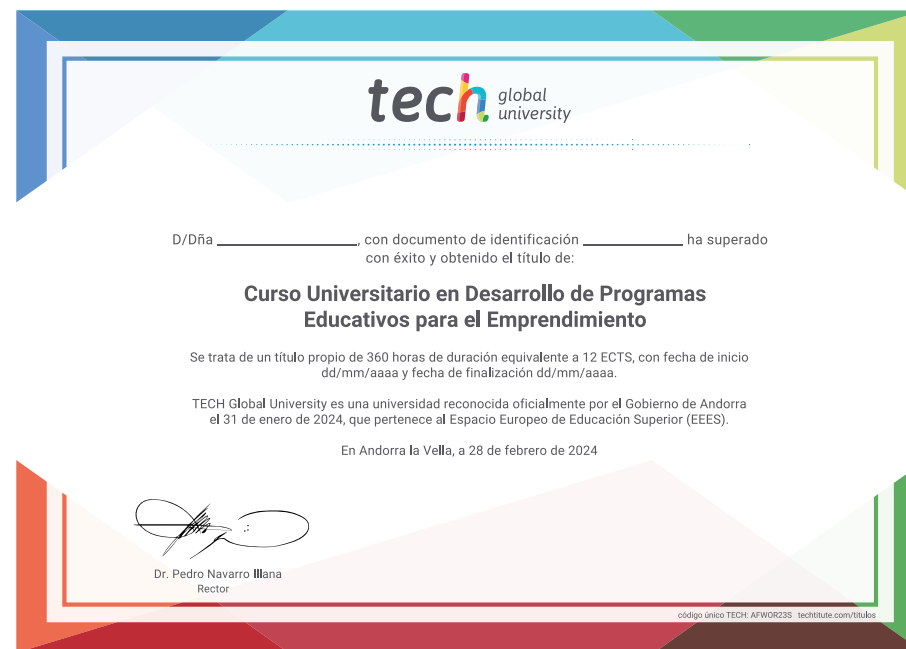 tech global university
D/Dña ____________________, con documento de identificación ______________ ha superado
con éxito y obtenido el título de:
Curso Universitario en Desarrollo de Programas
Educativos para el Emprendimiento
Se trata de un título propio de 360 horas de duración equivalente a 12 ECTS, con fecha de inicio
dd/mm/aaaa y fecha de finalización dd/mm/aaaa.
TECH Global University es una universidad reconocida oficialmente por el Gobierno de Andorra
el 31 de enero de 2024, que pertenece al Espacio Europeo de Educación Superior (EEES).
En Andorra la Vella, a 28 de febrero de 2024
Dr. Pedro Navarro Illana
Rector
código único TECH: AFWOR23S techtitute.com/titulos